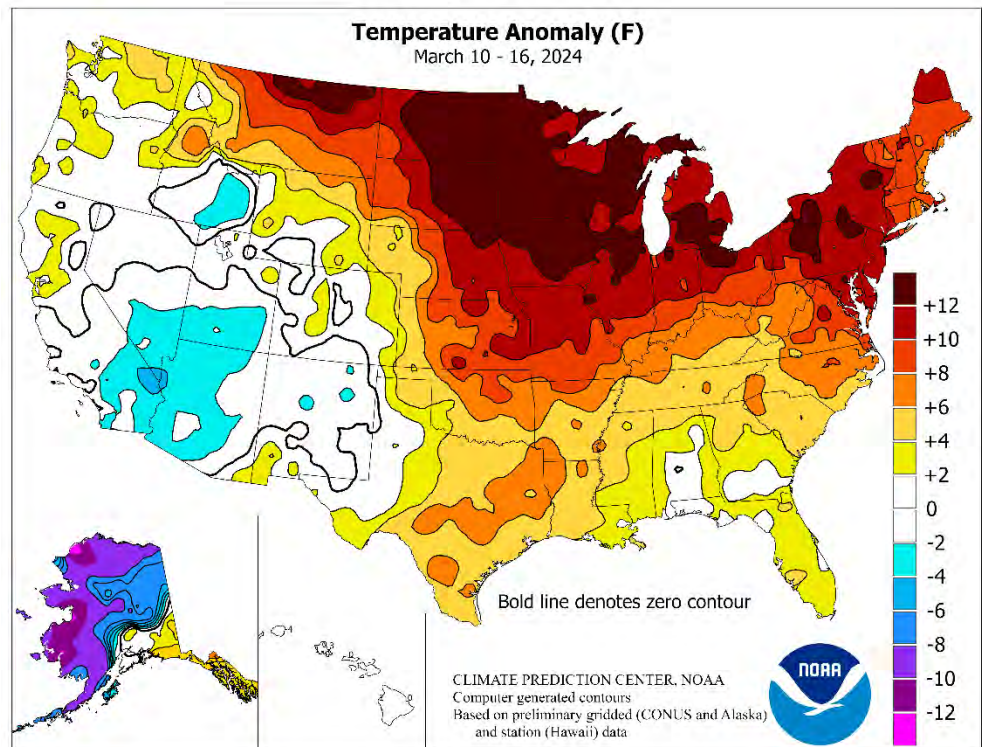 Temperature Anomaly (F)
March 10 - 16, 2024
+12
+10
+8
+6
+4
+2
0
-2
-4
-6
-8
-10
-12
Bold line denotes zero contour
CLIMATE PREDICTION CENTER, NOAA
Computer generated contours
Based on preliminary gridded (CONUS and Alaska)
and station (Hawaii) data
NOAA